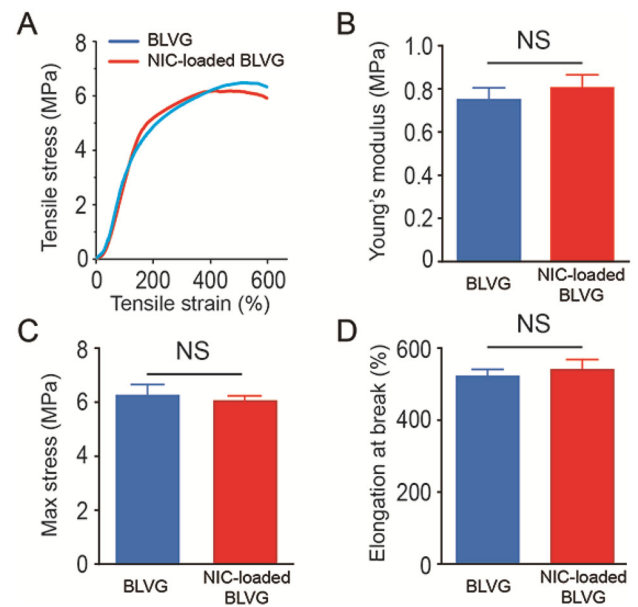 A
BLVG
NIC-loaded BLVG
Tensile stress (MPa)
8
6
4
2
0
0
200
400
600
Tensile strain (%)
B
NS
Young's modulus (MPa)
1.0
0.8
0.6
0.4
0.2
0
BLVG
NIC-loaded
BLVG
C
NS
Max stress (MPa)
8
6
4
2
0
BLVG
NIC-loaded
BLVG
D
NS
Elongation at break (%)
600
400
200
0
BLVG
NIC-loaded
BLVG